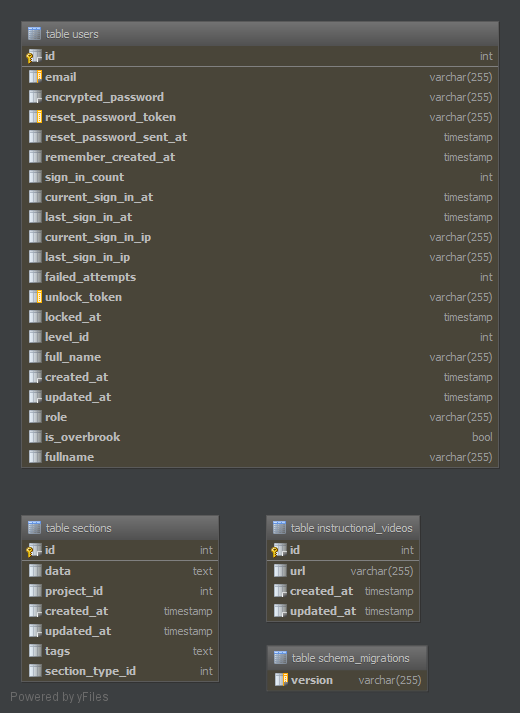 table users
id int
email varchar(255)
encrypted_password varchar(255)
reset_password_token varchar(255)
reset_password_sent_at timestamp
remember_created_at timestamp
sign_in_count int
current_sign_in_at timestamp
last_sign_in_at timestamp
current_sign_in_ip varchar(255)
last_sign_in_ip varchar(255)
failed_attempts int
unlock_token varchar(255)
locked_at timestamp
level_id int
full_name varchar(255)
created_at timestamp
updated_at timestamp
role varchar(255)
is_overbrook bool
fullname varchar(255)
table sections
id int
data text
project_id int
created_at timestamp
updated_at timestamp
tags text
section_type_id int
table instructional_videos
id int
url varchar(255)
created_at timestamp
updated_at timestamp
table schema_migrations
version varchar(255)
Powered by yFiles